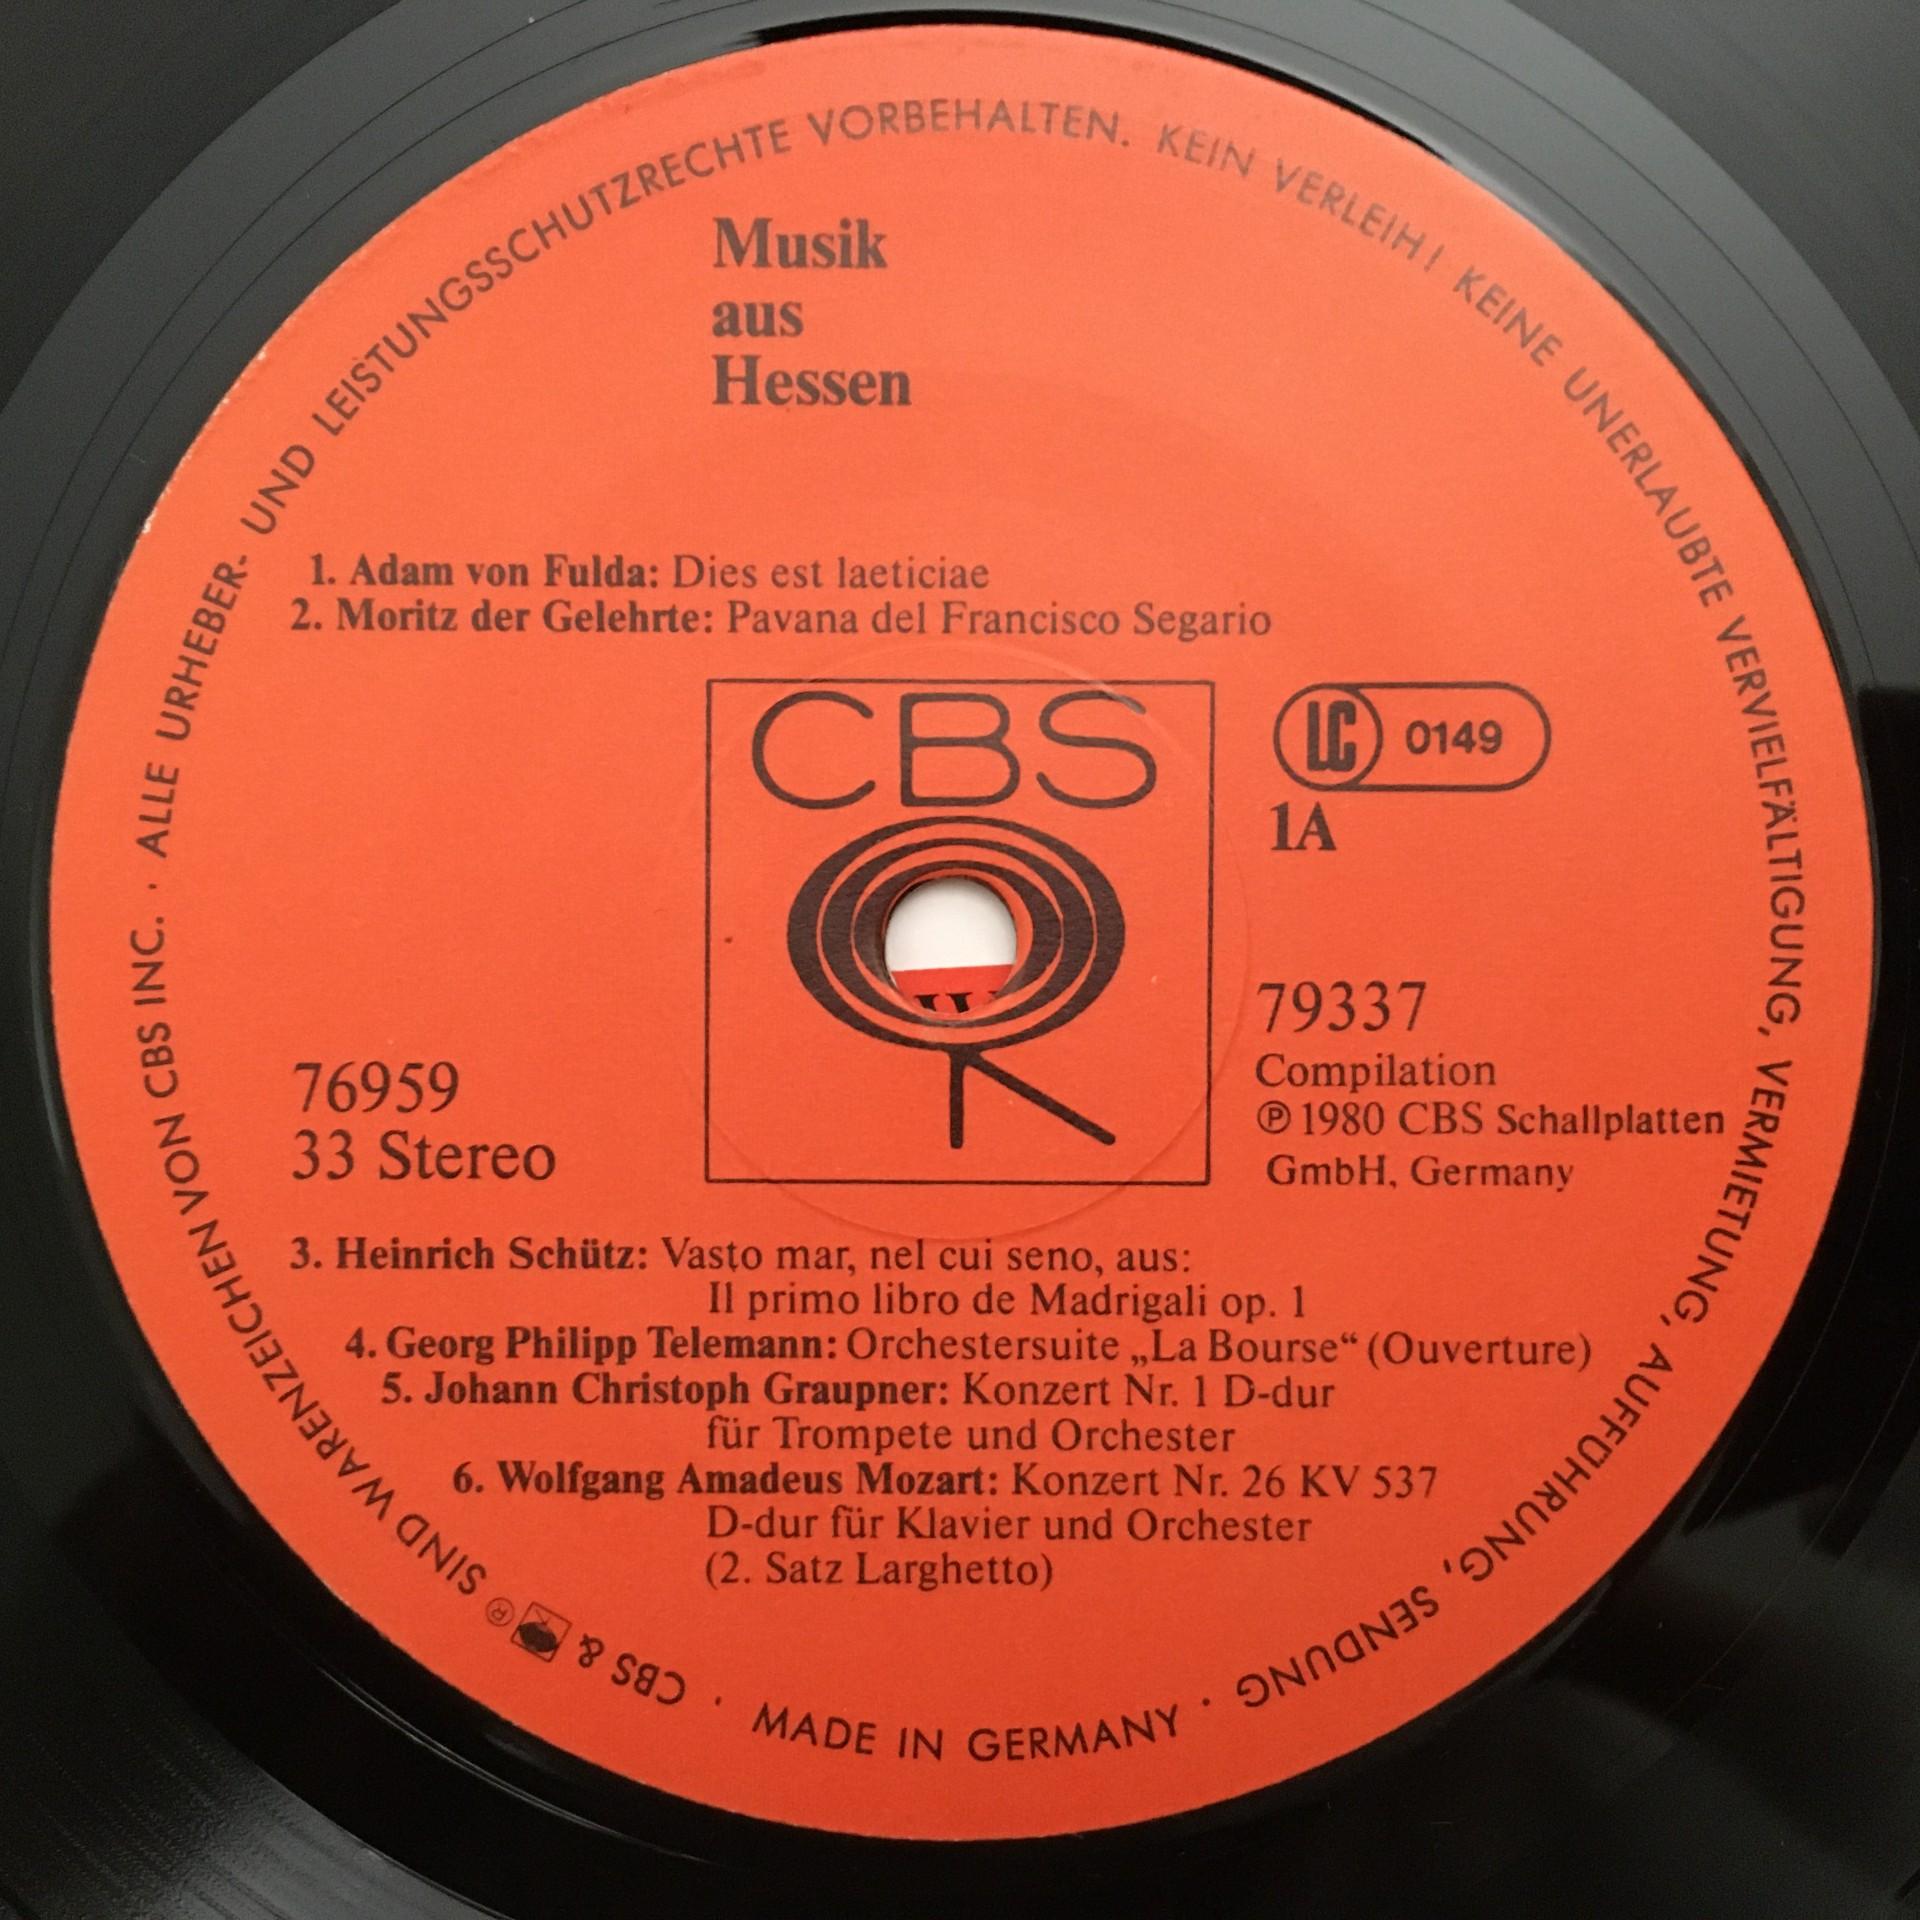 Musik
aus
Hessen
1. Adam von Fulda: Dies est laeticiae
2. Moritz der Gelehrte: Pavana del Francisco Segario
CBS
LC 0149
1A
79337
Compilation
℗ 1980 CBS Schallplatten
GmbH, Germany
76959
33 Stereo
3. Heinrich Schütz: Vasto mar, nel cui seno, aus:
Il primo libro de Madrigali op. 1
4. Georg Philipp Telemann: Orchestersuite „La Bourse“ (Ouverture)
5. Johann Christoph Graupner: Konzert Nr. 1 D-dur
für Trompete und Orchester
6. Wolfgang Amadeus Mozart: Konzert Nr. 26 KV 537
D-dur für Klavier und Orchester
(2. Satz Larghetto)
CBS & ® SIND WARENZEICHEN VON CBS INC. · ALLE URHEBER- UND LEISTUNGSSCHUTZRECHTE VORBEHALTEN. KEIN VERLEIH! KEINE UNERLAUBTE VERVIELFÄLTIGUNG, VERMIETUNG, AUFFÜHRUNG, SENDUNG · MADE IN GERMANY ·